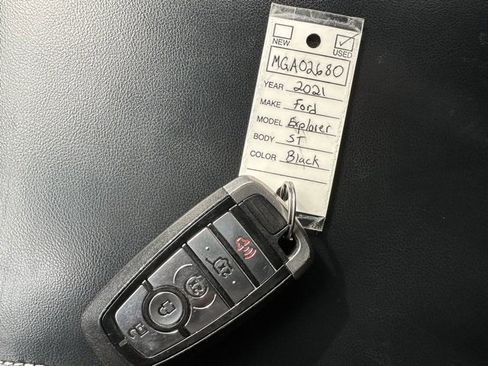 NEW USED
MGA02680
YEAR 2021
MAKE Ford
MODEL Explorer
BODY ST
COLOR Black